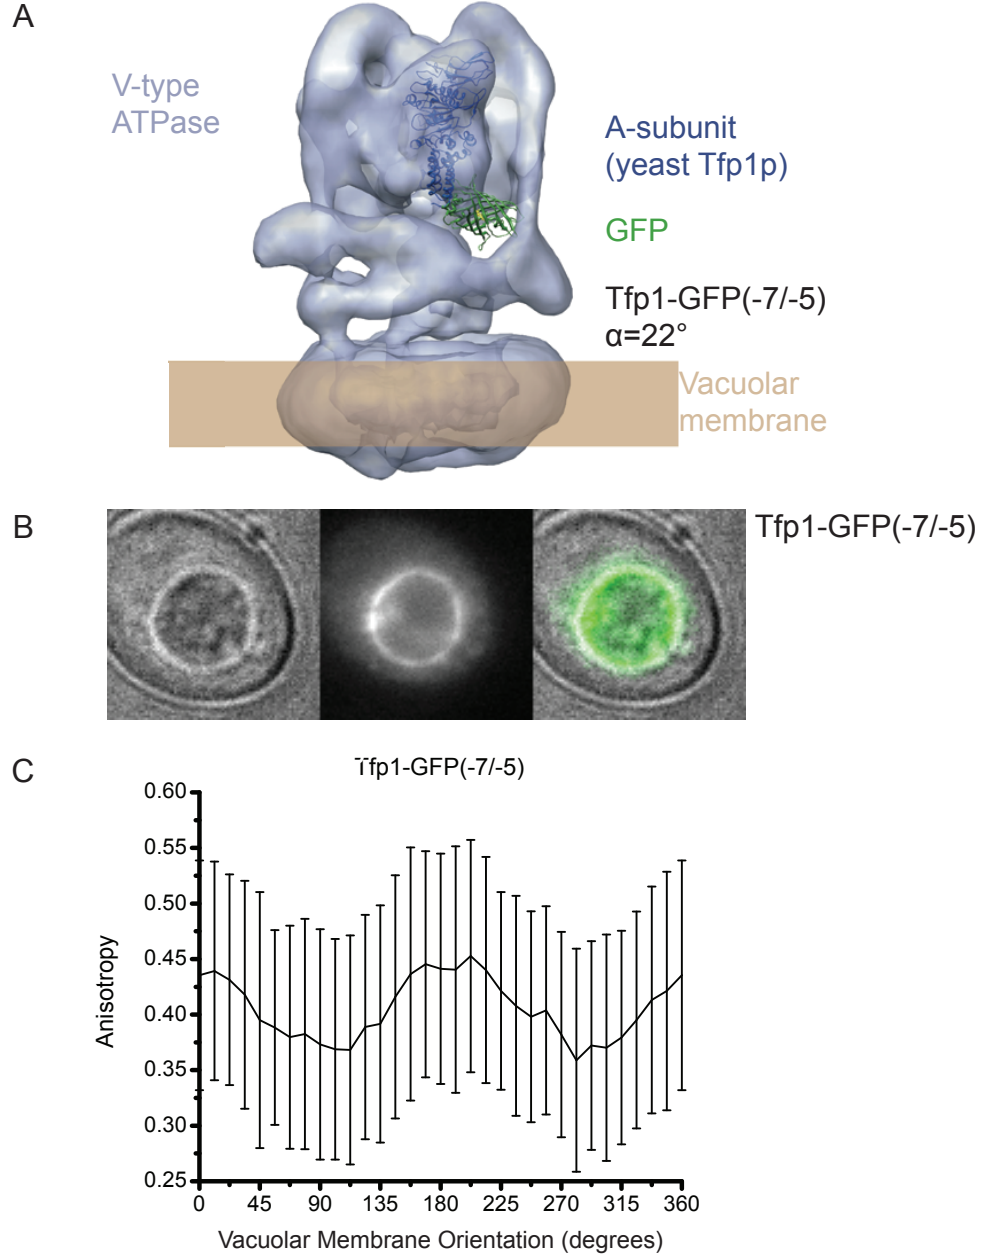 A
V-type
ATPase
A-subunit
(yeast Tfp1p)
GFP
Tfp1-GFP(-7/-5)
α=22°
Vacuolar
membrane
B
Tfp1-GFP(-7/-5)
C
Tfp1-GFP(-7/-5)
0.60
0.55
0.50
0.45
0.40
0.35
0.30
0.25
Anisotropy
0 45 90 135 180 225 270 315 360
Vacuolar Membrane Orientation (degrees)